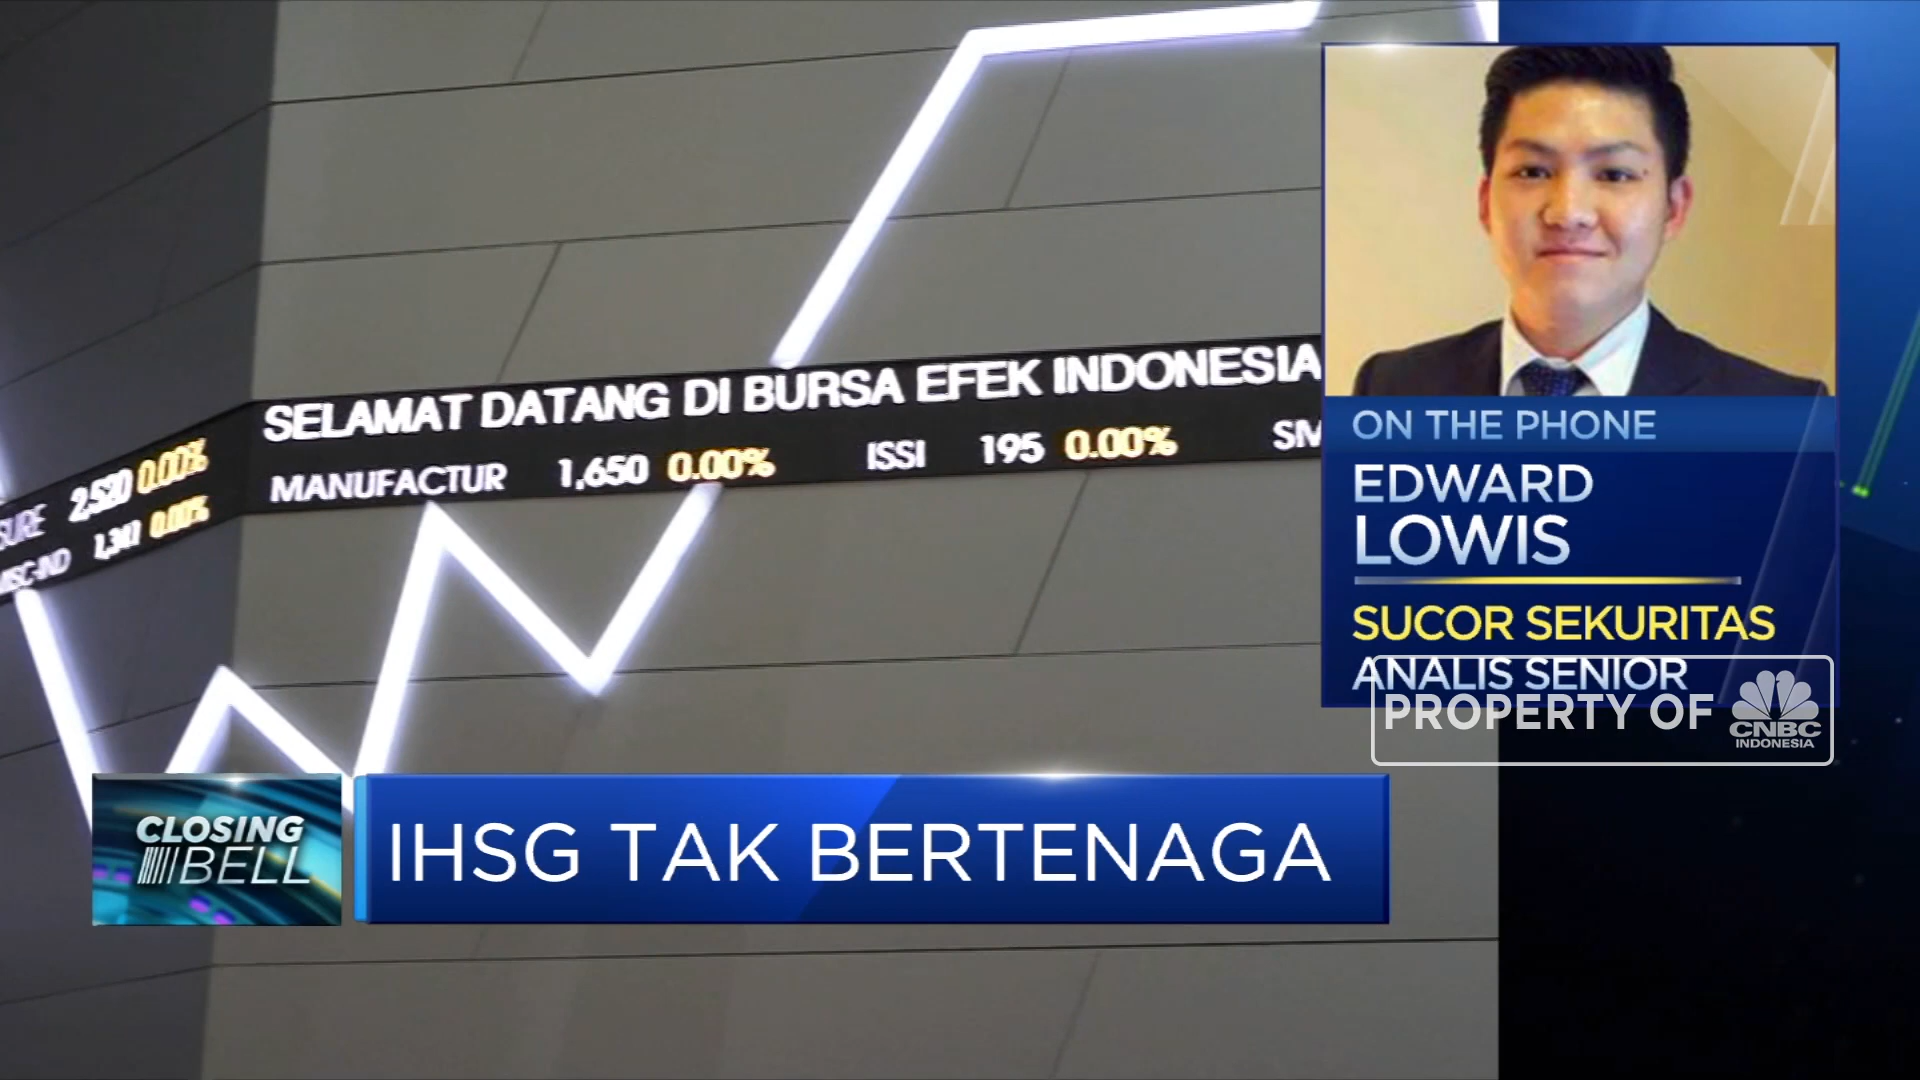 SELAMAT DATANG DI BURSA EFEK INDONESIA
2,520 0.00%
MANUFACTUR 1,650 0.00% ISSI 195 0.00% SM
1,341 0.00%
ON THE PHONE
EDWARD
LOWIS
SUCOR SEKURITAS
ANALIS SENIOR
PROPERTY OF CNBC
INDONESIA
CLOSING
BELL
IHSG TAK BERTENAGA